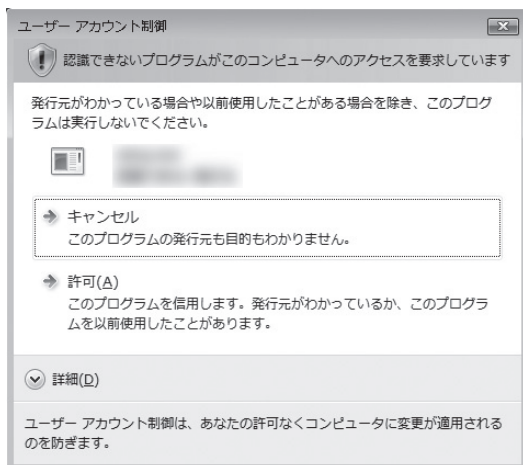 ユーザー アカウント制御
認識できないプログラムがこのコンピュータへのアクセスを要求しています
発行元がわかっている場合や以前使用したことがある場合を除き、このプログ
ラムは実行しないでください。
キャンセル
このプログラムの発行元も目的もわかりません。
許可(A)
このプログラムを信用します。発行元がわかっているか、このプログラ
ムを以前使用したことがあります。
詳細(D)
ユーザー アカウント制御は、あなたの許可なくコンピュータに変更が適用される
のを防ぎます。